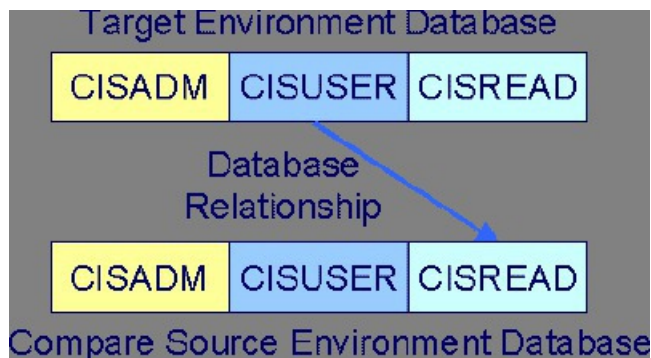 Target Environment Database
CISADM CISUSER CISREAD
Database
Relationship
CISADM CISUSER CISREAD
Compare Source Environment Database